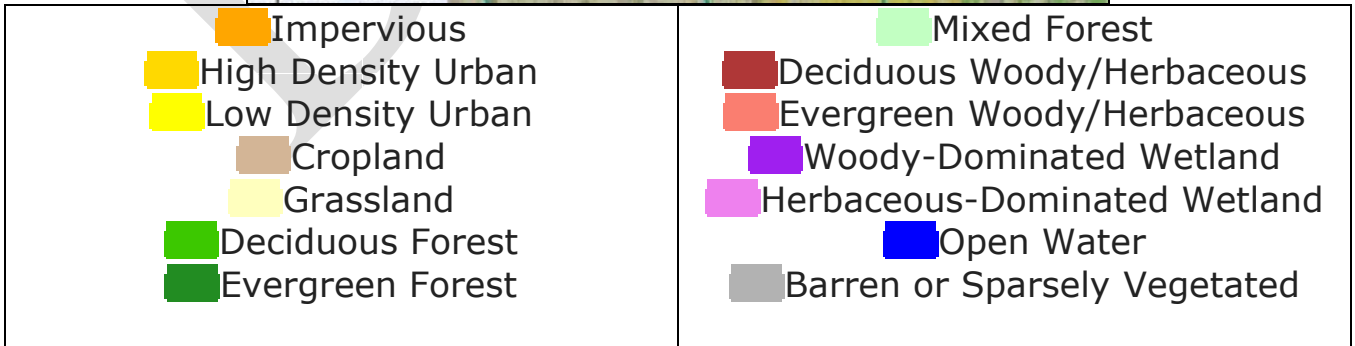 Impervious
High Density Urban
Low Density Urban
Cropland
Grassland
Deciduous Forest
Evergreen Forest
Mixed Forest
Deciduous Woody/Herbaceous
Evergreen Woody/Herbaceous
Woody-Dominated Wetland
Herbaceous-Dominated Wetland
Open Water
Barren or Sparsely Vegetated